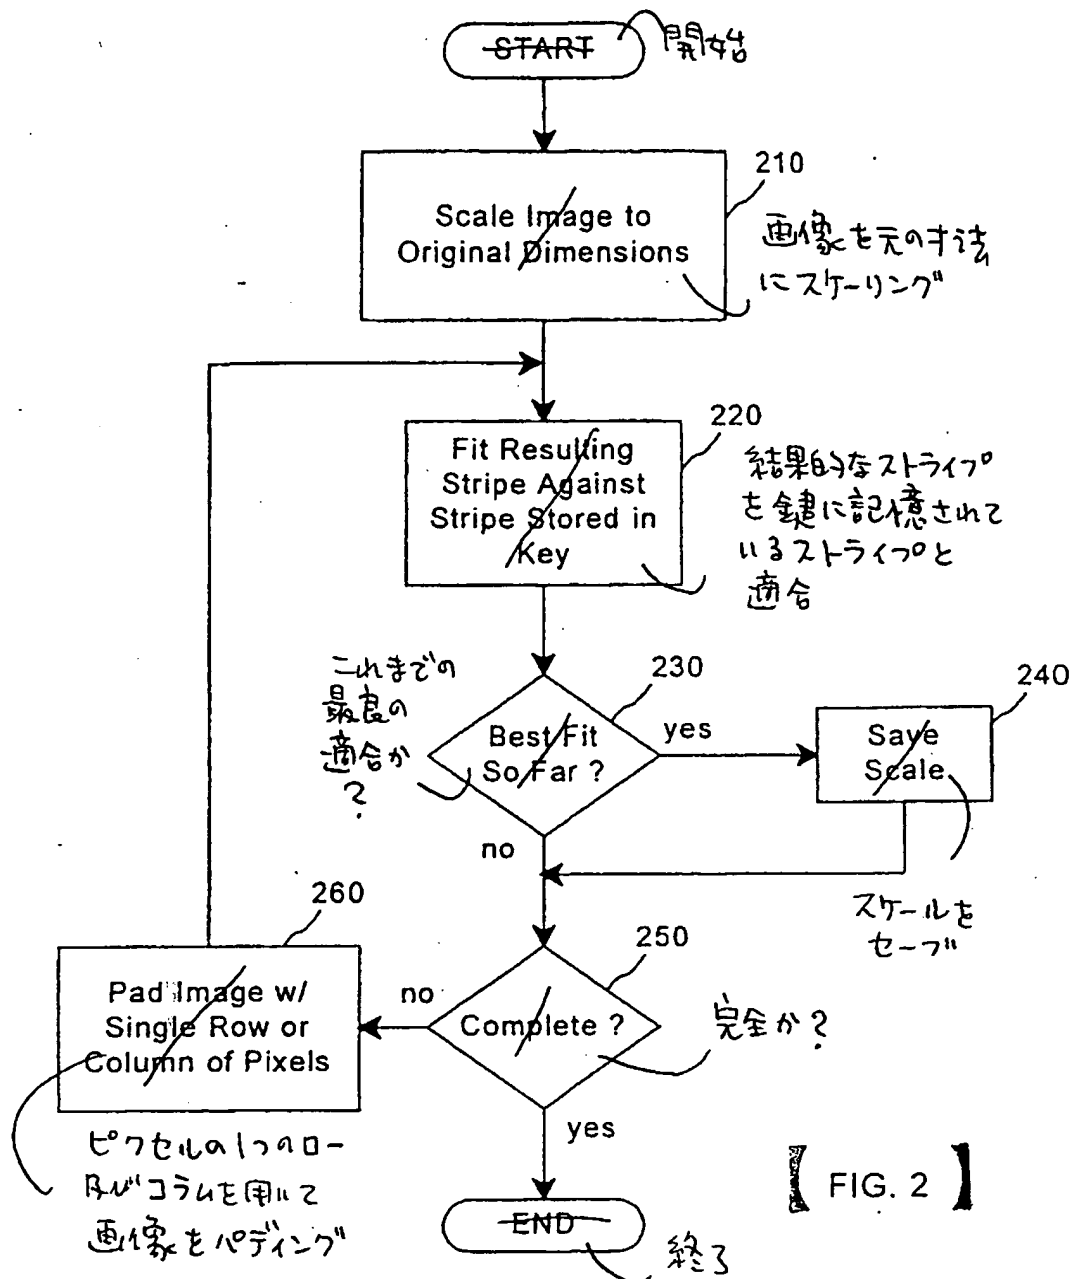 START
開始
210
Scale Image to
Original Dimensions
画像を元の寸法
にスケーリング
220
Fit Resulting
Stripe Against
Stripe Stored in
Key
結果的なストライプ
を鍵に記憶されて
いるストライプと
適合
これまでの
最良の
適合か
?
230
Best Fit
So Far ?
yes
no
240
Save
Scale
スケールを
セーブ
260
Pad Image w/
Single Row or
Column of Pixels
ピクセルの1つのロー
及びコラムを用いて
画像をパディング
no
250
Complete ?
完全か?
yes
END
終了
【 FIG. 2 】